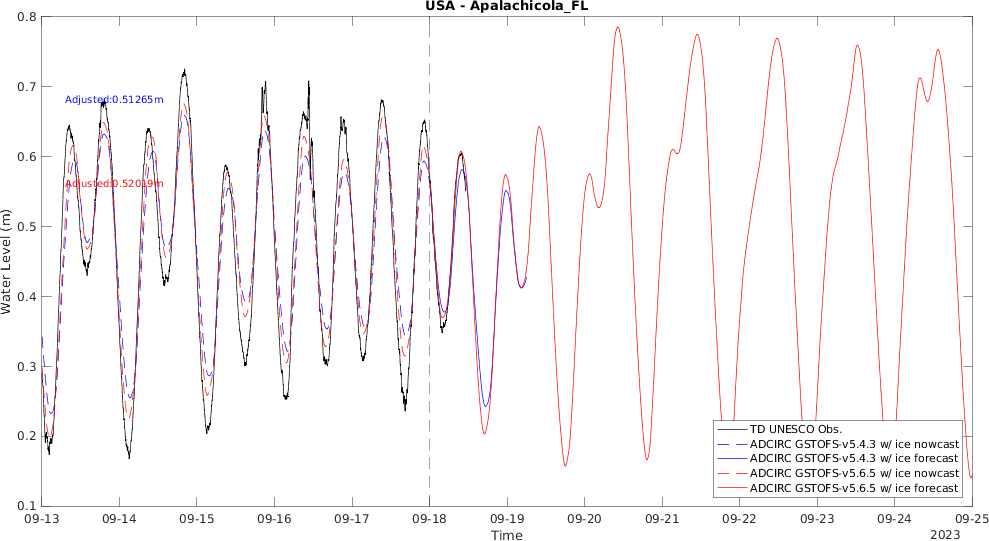 USA - Apalachicola_FL
0.8
0.7
0.6
0.5
0.4
0.3
0.2
0.1
Water Level (m)
Adjusted:0.51265m
Adjusted:0.52019m
TD UNESCO Obs.
ADCIRC GSTOFS-v5.4.3 w/ ice nowcast
ADCIRC GSTOFS-v5.4.3 w/ ice forecast
ADCIRC GSTOFS-v5.6.5 w/ ice nowcast
ADCIRC GSTOFS-v5.6.5 w/ ice forecast
09-13 09-14 09-15 09-16 09-17 09-18 09-19 09-20 09-21 09-22 09-23 09-24 09-25
Time
2023